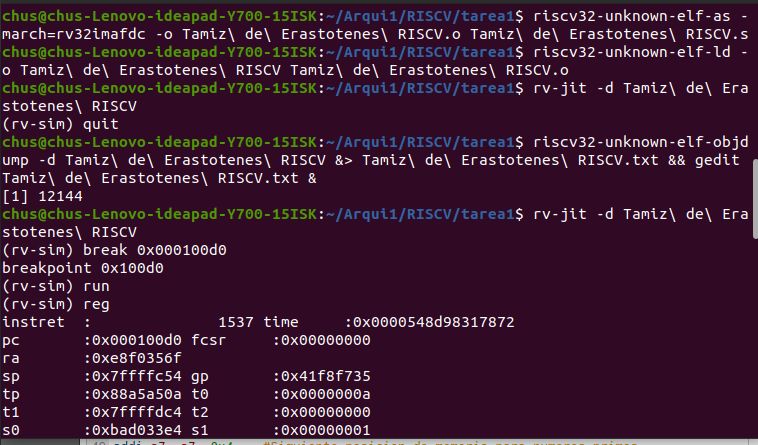 chus@chus-Lenovo-ideapad-Y700-15ISK:~/Arqui1/RISCV/tarea1$ riscv32-unknown-elf-as -
march=rv32imafdc -o Tamiz\ de\ Erastotenes\ RISCV.o Tamiz\ de\ Erastotenes\ RISCV.s
chus@chus-Lenovo-ideapad-Y700-15ISK:~/Arqui1/RISCV/tarea1$ riscv32-unknown-elf-ld -
o Tamiz\ de\ Erastotenes\ RISCV Tamiz\ de\ Erastotenes\ RISCV.o
chus@chus-Lenovo-ideapad-Y700-15ISK:~/Arqui1/RISCV/tarea1$ rv-jit -d Tamiz\ de\ Era
stotenes\ RISCV
(rv-sim) quit
chus@chus-Lenovo-ideapad-Y700-15ISK:~/Arqui1/RISCV/tarea1$ riscv32-unknown-elf-objd
ump -d Tamiz\ de\ Erastotenes\ RISCV &> Tamiz\ de\ Erastotenes\ RISCV.txt && gedit
Tamiz\ de\ Erastotenes\ RISCV.txt &
[1] 12144
chus@chus-Lenovo-ideapad-Y700-15ISK:~/Arqui1/RISCV/tarea1$ rv-jit -d Tamiz\ de\ Era
stotenes\ RISCV
(rv-sim) break 0x000100d0
breakpoint 0x100d0
(rv-sim) run
(rv-sim) reg
instret  :            1537 time     :0x0000548d98317872
pc       :0x000100d0 fcsr     :0x00000000
ra       :0xe8f0356f
sp       :0x7ffffc54 gp       :0x41f8f735
tp       :0x88a5a50a t0       :0x0000000a
t1       :0x7ffffdc4 t2       :0x00000000
s0       :0xbad033e4 s1       :0x00000001